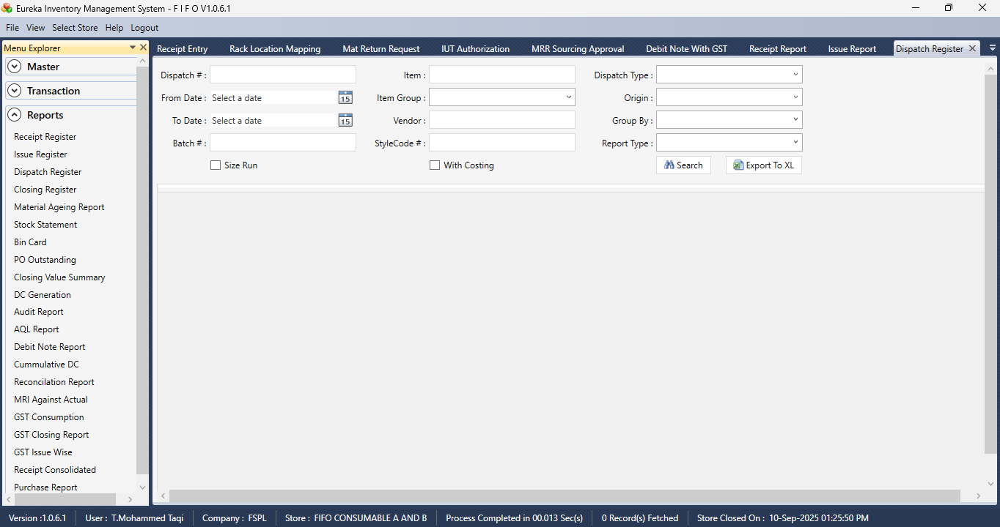 Eureka Inventory Management System - F I F O V1.0.6.1
File View Select Store Help Logout
Menu Explorer
Receipt Entry Rack Location Mapping Mat Return Request IUT Authorization MRR Sourcing Approval Debit Note With GST Receipt Report Issue Report Dispatch Register
Master
Transaction
Reports
Receipt Register
Issue Register
Dispatch Register
Closing Register
Material Ageing Report
Stock Statement
Bin Card
PO Outstanding
Closing Value Summary
DC Generation
Audit Report
AQL Report
Debit Note Report
Cummulative DC
Reconcilation Report
MRI Against Actual
GST Consumption
GST Closing Report
GST Issue Wise
Receipt Consolidated
Purchase Report
Dispatch # : Item : Dispatch Type :
From Date : Select a date 15 Item Group : Origin :
To Date : Select a date 15 Vendor : Group By :
Batch # : StyleCode # : Report Type :
Size Run With Costing Search Export To XL
Version :1.0.6.1 User : T.Mohammed Taqi Company : FSPL Store : FIFO CONSUMABLE A AND B Process Completed in 00.013 Sec(s) 0 Record(s) Fetched Store Closed On : 10-Sep-2025 01:25:50 PM